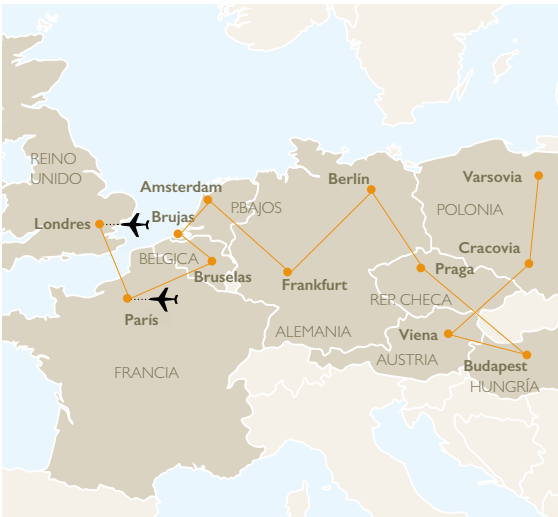 REINO
UNIDO
Amsterdam
Berlín
Varsovia
P.BAJOS
POLONIA
Londres
Brujas
BELGICA
Bruselas
Cracovia
Praga
Frankfurt
REP. CHECA
París
ALEMANIA
Viena
AUSTRIA
Budapest
HUNGRÍA
FRANCIA